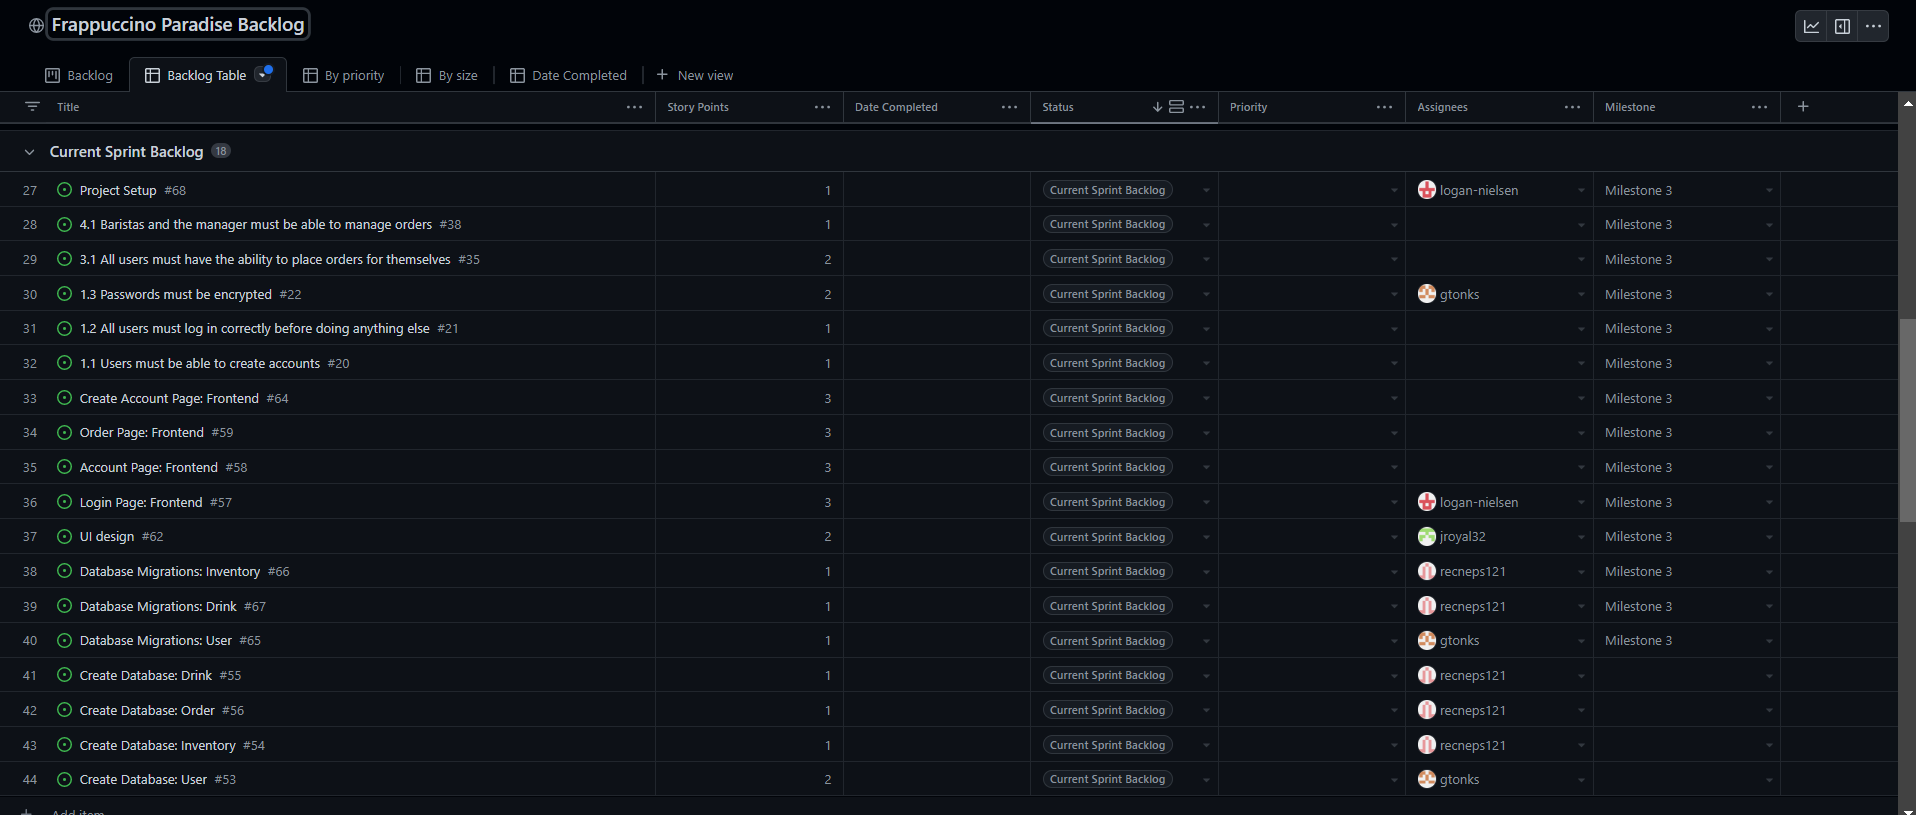 Frappuccino Paradise Backlog
Backlog Backlog Table By priority By size Date Completed New view
Title Story Points Date Completed Status Priority Assignees Milestone
Current Sprint Backlog 18
27 Project Setup #68 1 Current Sprint Backlog logan-nielsen Milestone 3
28 4.1 Baristas and the manager must be able to manage orders #38 1 Current Sprint Backlog Milestone 3
29 3.1 All users must have the ability to place orders for themselves #35 2 Current Sprint Backlog Milestone 3
30 1.3 Passwords must be encrypted #22 2 Current Sprint Backlog gtonks Milestone 3
31 1.2 All users must log in correctly before doing anything else #21 1 Current Sprint Backlog Milestone 3
32 1.1 Users must be able to create accounts #20 1 Current Sprint Backlog Milestone 3
33 Create Account Page: Frontend #64 3 Current Sprint Backlog Milestone 3
34 Order Page: Frontend #59 3 Current Sprint Backlog Milestone 3
35 Account Page: Frontend #58 3 Current Sprint Backlog Milestone 3
36 Login Page: Frontend #57 3 Current Sprint Backlog logan-nielsen Milestone 3
37 UI design #62 2 Current Sprint Backlog jroyal32 Milestone 3
38 Database Migrations: Inventory #66 1 Current Sprint Backlog recneps121 Milestone 3
39 Database Migrations: Drink #67 1 Current Sprint Backlog recneps121 Milestone 3
40 Database Migrations: User #65 1 Current Sprint Backlog gtonks Milestone 3
41 Create Database: Drink #55 1 Current Sprint Backlog recneps121
42 Create Database: Order #56 1 Current Sprint Backlog recneps121
43 Create Database: Inventory #54 1 Current Sprint Backlog recneps121
44 Create Database: User #53 2 Current Sprint Backlog gtonks
Add item